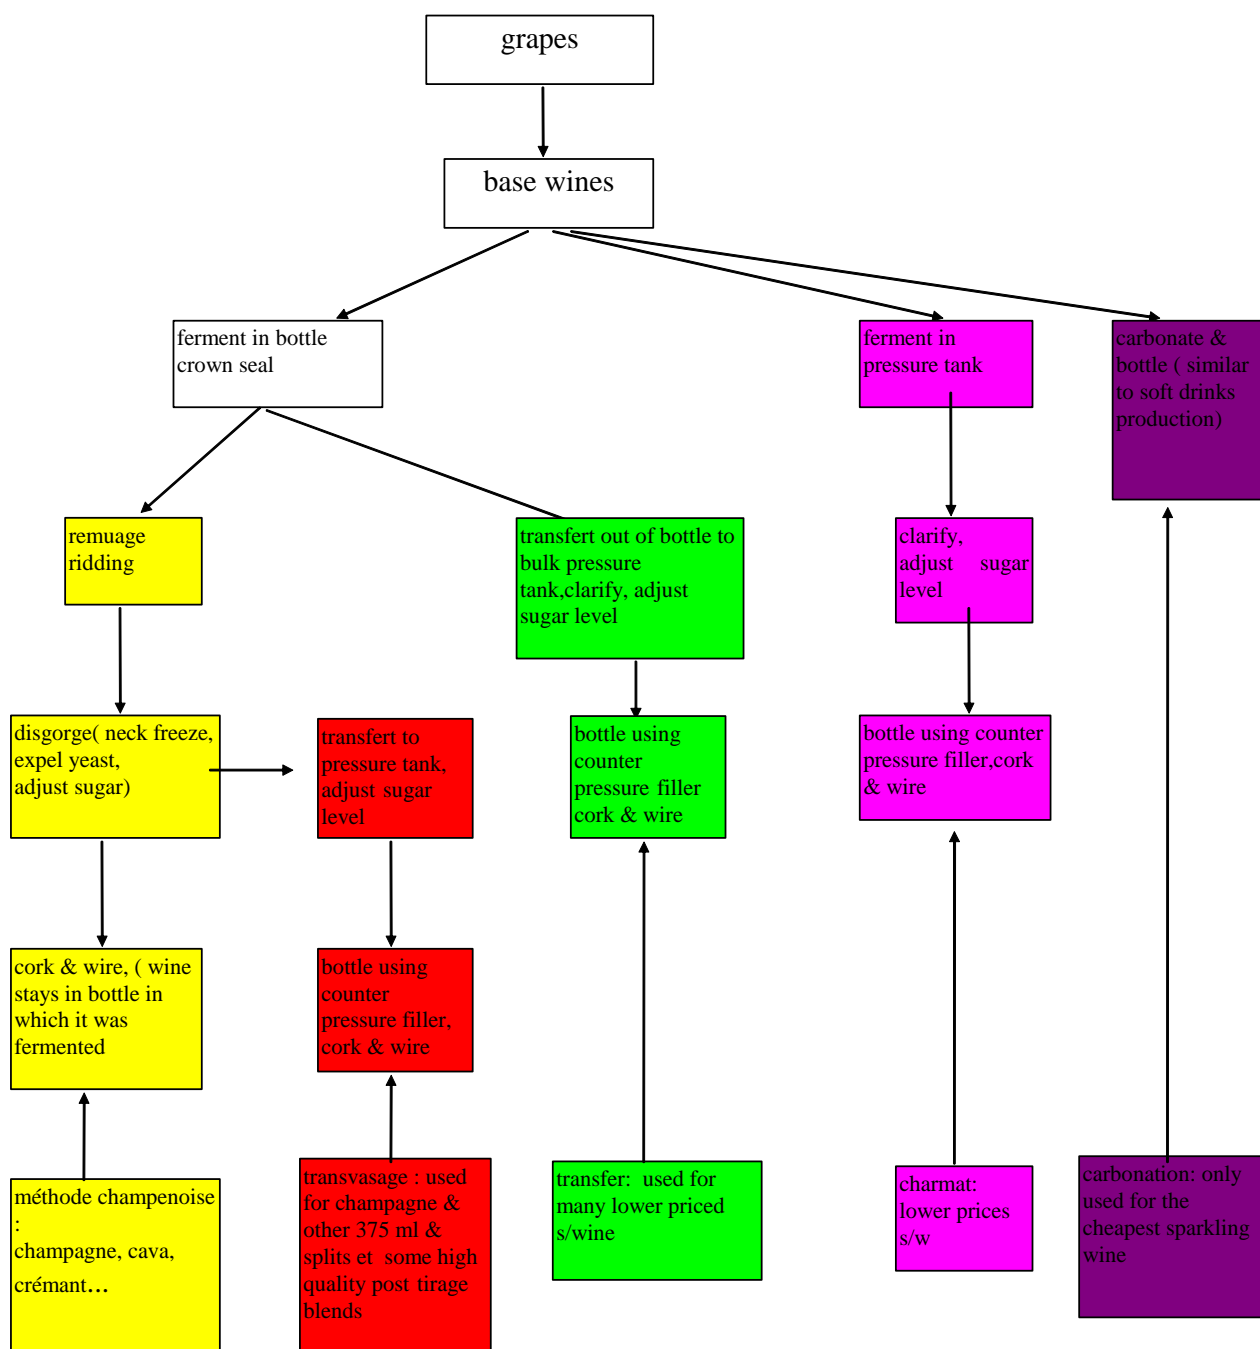 grapes
base wines
ferment in bottle
crown seal
ferment in
pressure tank
carbonate &
bottle ( similar
to soft drinks
production)
remuage
ridding
transfert out of bottle to
bulk pressure
tank,clarify, adjust
sugar level
clarify,
adjust sugar
level
disgorge( neck freeze,
expel yeast,
adjust sugar)
transfert to
pressure tank,
adjust sugar
level
bottle using
counter
pressure filler
cork & wire
bottle using counter
pressure filler,cork
& wire
cork & wire, ( wine
stays in bottle in
which it was
fermented
bottle using
counter
pressure filler,
cork & wire
méthode champenoise
:
champagne, cava,
crémant...
transvasage : used
for champagne &
other 375 ml &
splits et some high
quality post tirage
blends
transfer: used for
many lower priced
s/wine
charmat:
lower prices
s/w
carbonation: only
used for the
cheapest sparkling
wine